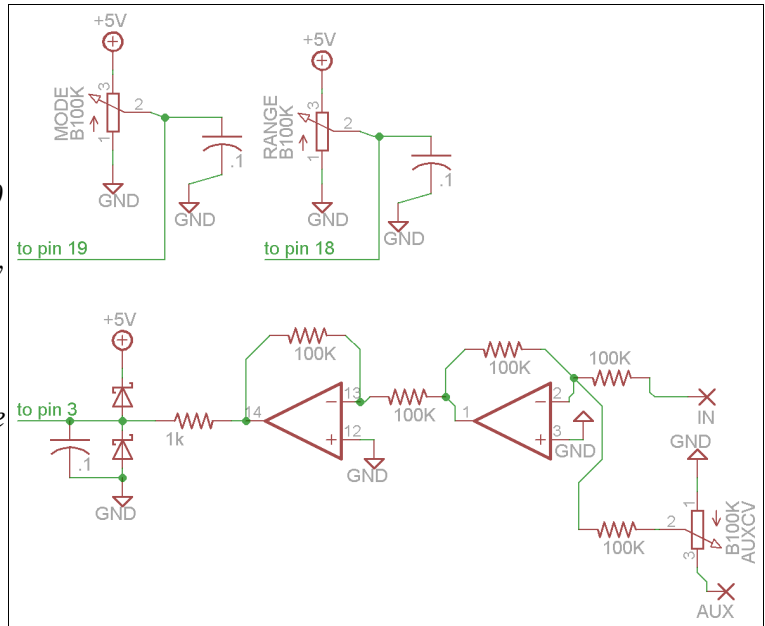 +5V
MODE
B100K
3
2
1
.1
GND
GND
to pin 19
+5V
RANGE
B100K
3
2
1
.1
GND
GND
to pin 18
+5V
to pin 3
.1
GND
1k
100K
14
13
12
−
+
GND
100K
100K
1
2
3
−
+
GND
100K
IN
GND
100K
1
2
3
B100K
AUXCV
AUX
e